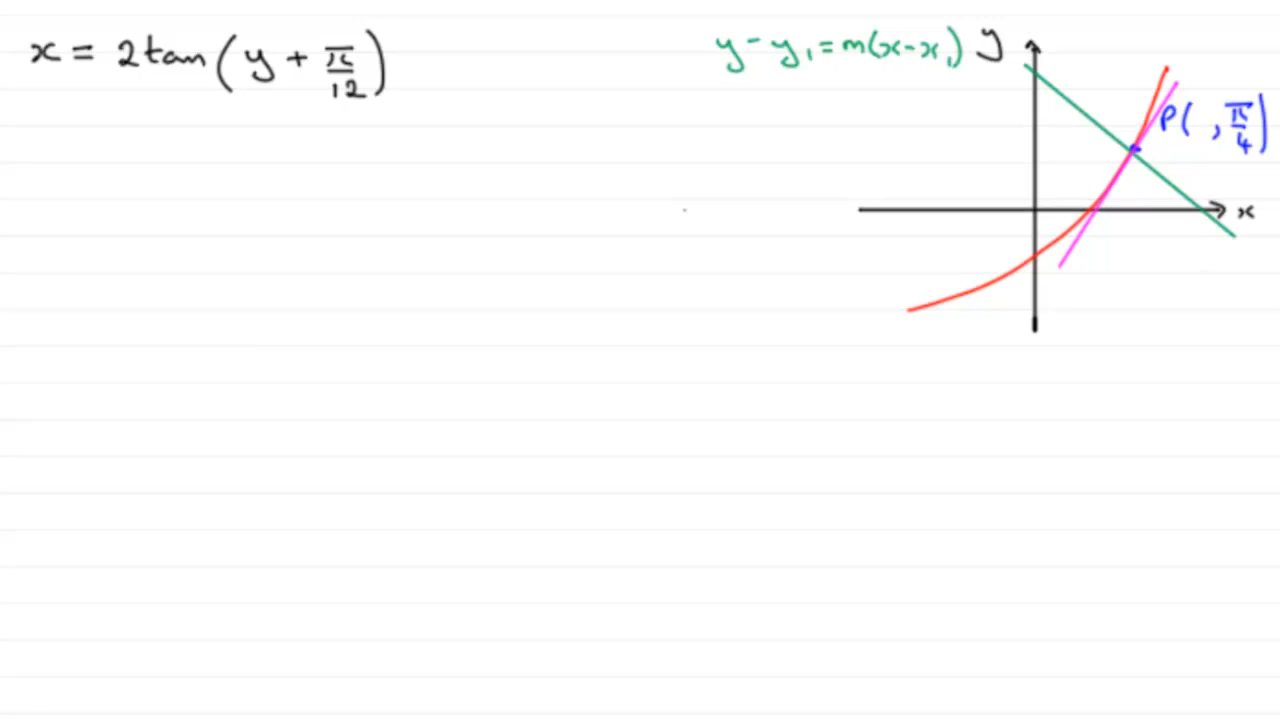 x = 2tan(y + π/12)
y - y₁ = m(x - x₁)
y
P( , π/4)
x